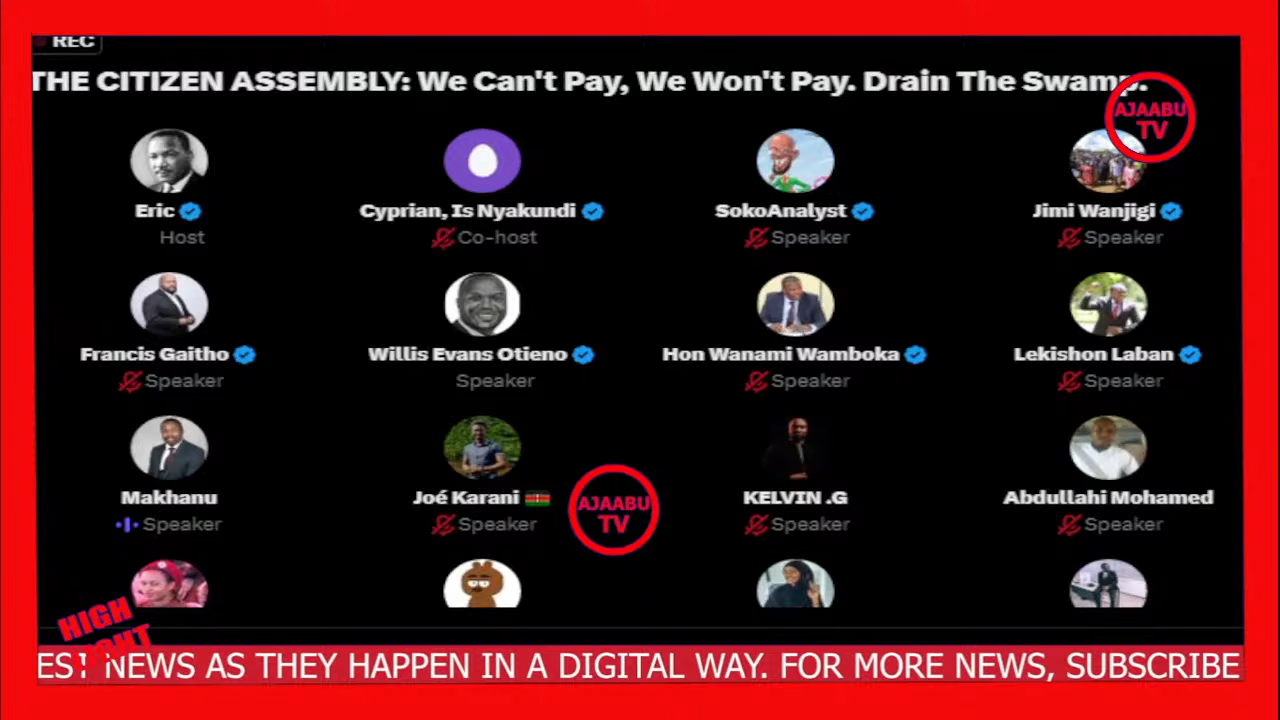 REC
THE CITIZEN ASSEMBLY: We Can't Pay, We Won't Pay. Drain The Swamp.
AJAABU
TV
Eric
Host
Cyprian, Is Nyakundi
Co-host
SokoAnalyst
Speaker
Jimi Wanjigi
Speaker
Francis Gaitho
Speaker
Willis Evans Otieno
Speaker
Hon Wanami Wamboka
Speaker
Lekishon Laban
Speaker
Makhanu
Speaker
Joé Karani
Speaker
KELVIN .G
Speaker
Abdullahi Mohamed
Speaker
AJAABU
TV
HIGH
NEWS AS THEY HAPPEN IN A DIGITAL WAY. FOR MORE NEWS, SUBSCRIBE